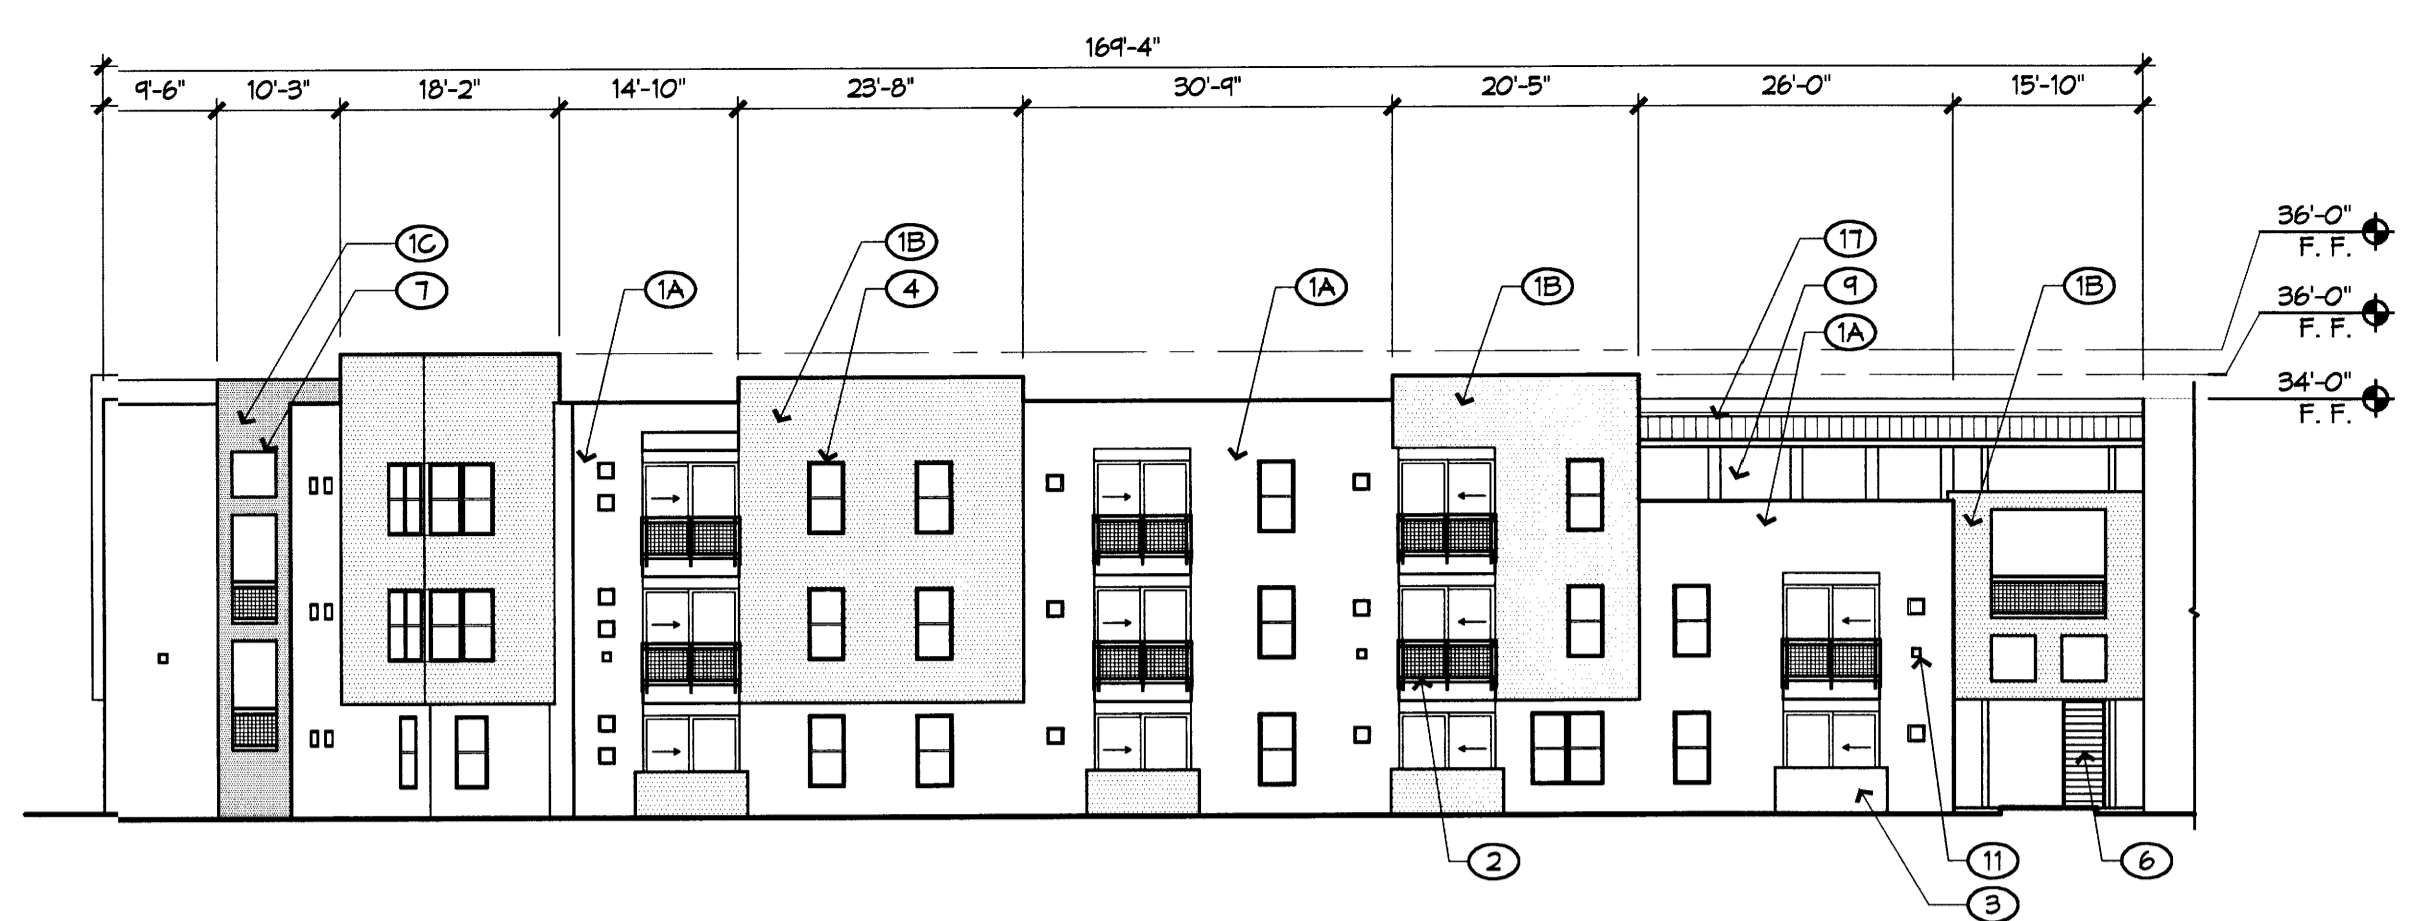 169'-4"
9'-6" 10'-3" 18'-2" 14'-10" 23'-8" 30'-9" 20'-5" 26'-0" 15'-10"
36'-0"
F. F.
1C 1B 17
7 4 1A 1A 1B 9 1B
36'-0"
F. F.
1A
34'-0"
F. F.
2 11 6
3